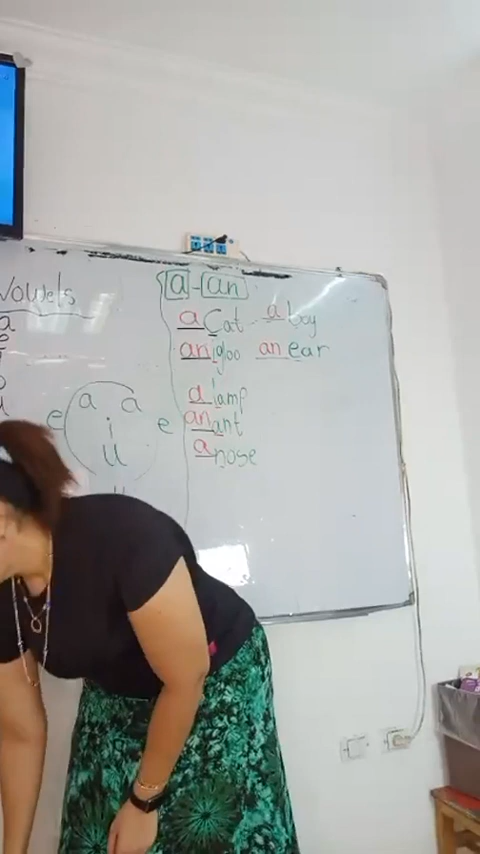 vowels
a
e
i
o
u
e a a e
i
u
a - an
a Cat - a boy
an igloo an ear
a lamp
an ant
a nose